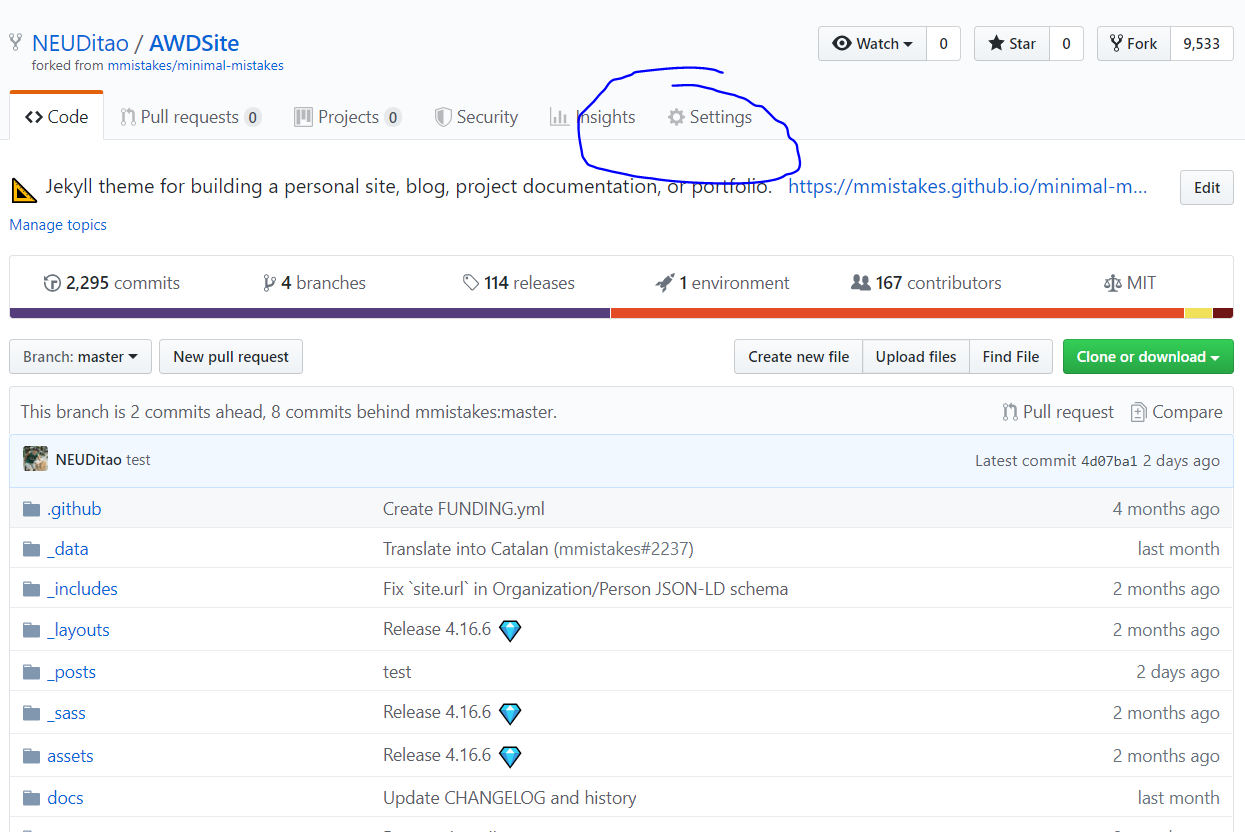 NEUDitao / AWDSite
forked from mmistakes/minimal-mistakes
Watch 0 Star 0 Fork 9,533
Code Pull requests 0 Projects 0 Security Insights Settings
Jekyll theme for building a personal site, blog, project documentation, or portfolio. https://mmistakes.github.io/minimal-m... Edit
Manage topics
2,295 commits 4 branches 114 releases 1 environment 167 contributors MIT
Branch: master New pull request Create new file Upload files Find File Clone or download
This branch is 2 commits ahead, 8 commits behind mmistakes:master. Pull request Compare
NEUDitao test Latest commit 4d07ba1 2 days ago
.github Create FUNDING.yml 4 months ago
_data Translate into Catalan (mmistakes#2237) last month
_includes Fix `site.url` in Organization/Person JSON-LD schema 2 months ago
_layouts Release 4.16.6 2 months ago
_posts test 2 days ago
_sass Release 4.16.6 2 months ago
assets Release 4.16.6 2 months ago
docs Update CHANGELOG and history last month